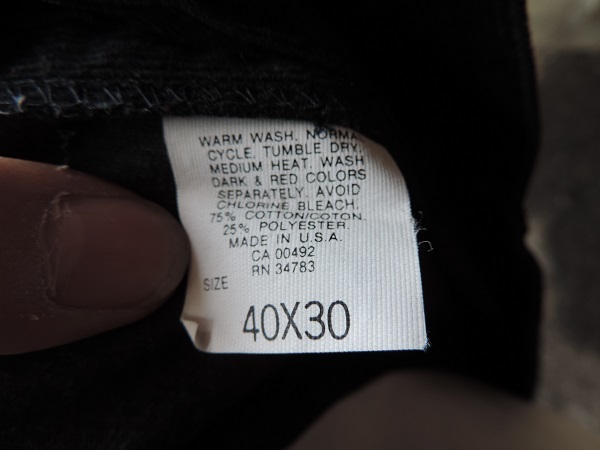 WARM WASH. NORMA
CYCLE. TUMBLE DRY.
MEDIUM HEAT. WASH
DARK & RED COLORS
SEPARATELY. AVOID
CHLORINE BLEACH.
75% COTTON/COTON.
25% POLYESTER.
MADE IN U.S.A.
CA 00492
RN 34783
SIZE
40X30